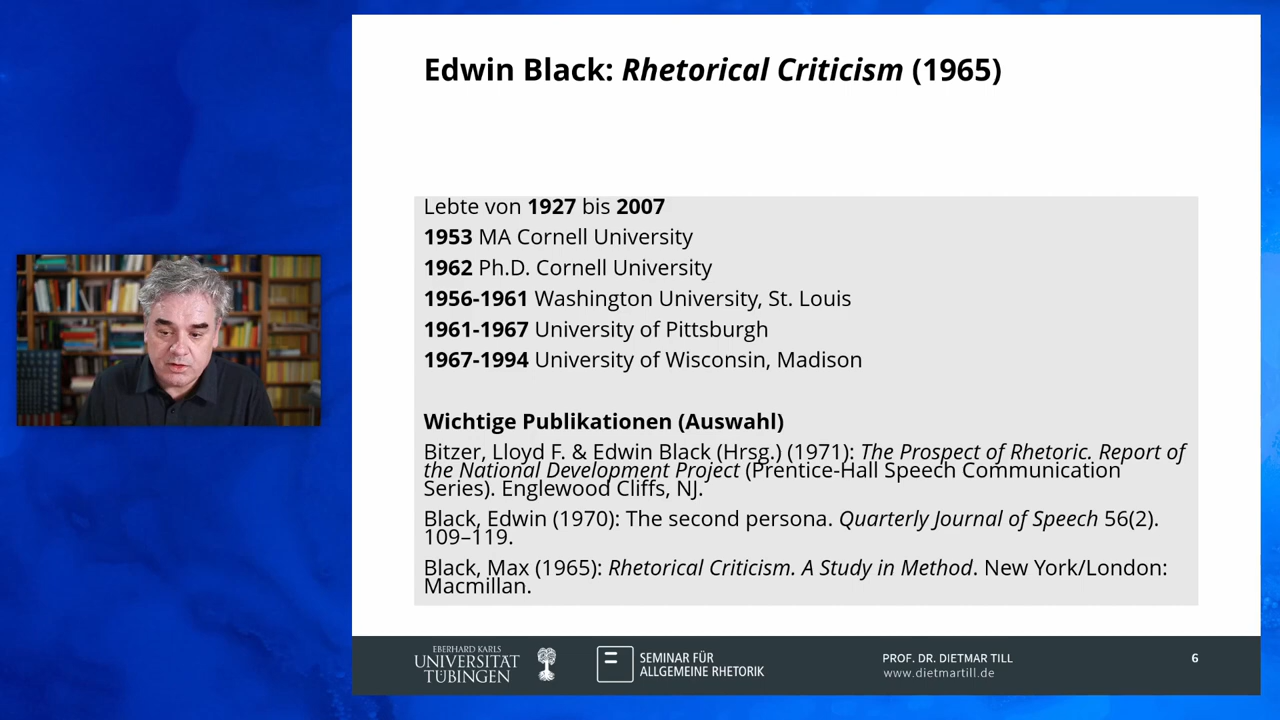 Edwin Black: Rhetorical Criticism (1965)
Lebte von 1927 bis 2007
1953 MA Cornell University
1962 Ph.D. Cornell University
1956-1961 Washington University, St. Louis
1961-1967 University of Pittsburgh
1967-1994 University of Wisconsin, Madison
Wichtige Publikationen (Auswahl)
Bitzer, Lloyd F. & Edwin Black (Hrsg.) (1971): The Prospect of Rhetoric. Report of
the National Development Project (Prentice-Hall Speech Communication
Series). Englewood Cliffs, NJ.
Black, Edwin (1970): The second persona. Quarterly Journal of Speech 56(2).
109–119.
Black, Max (1965): Rhetorical Criticism. A Study in Method. New York/London:
Macmillan.
EBERHARD KARLS
UNIVERSITÄT
TÜBINGEN
SEMINAR FÜR
ALLGEMEINE RHETORIK
PROF. DR. DIETMAR TILL
www.dietmartill.de
6